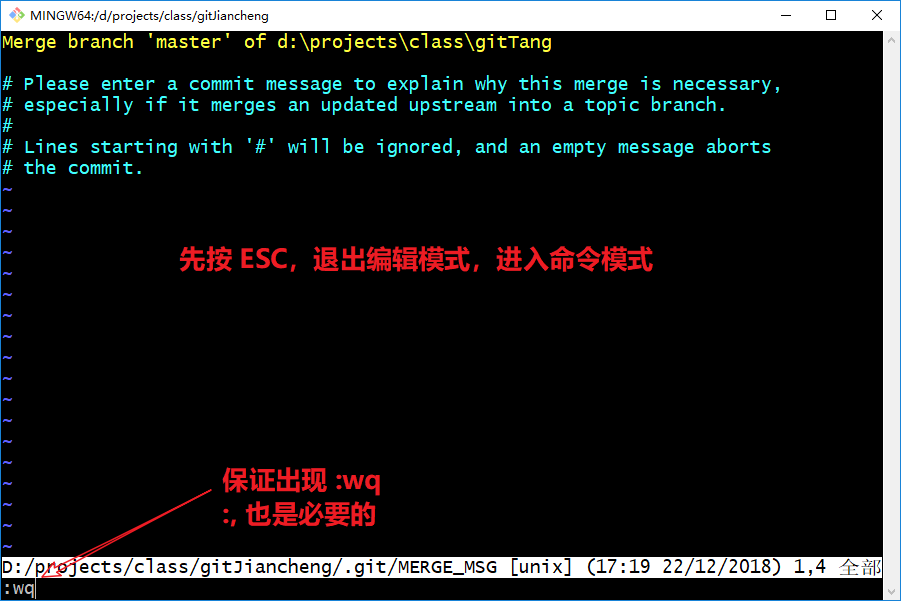 MINGW64:/d/projects/class/gitJiancheng
Merge branch 'master' of d:\projects\class\gitTang
# Please enter a commit message to explain why this merge is necessary,
# especially if it merges an updated upstream into a topic branch.
#
# Lines starting with '#' will be ignored, and an empty message aborts
# the commit.
~
~
~
~
先按 ESC，退出编辑模式，进入命令模式
~
~
~
~
~
~
~
~
~
~
保证出现 :wq
~
:, 也是必要的
~
~
~
D:/projects/class/gitJiancheng/.git/MERGE_MSG [unix] (17:19 22/12/2018) 1,4 全部
:wq